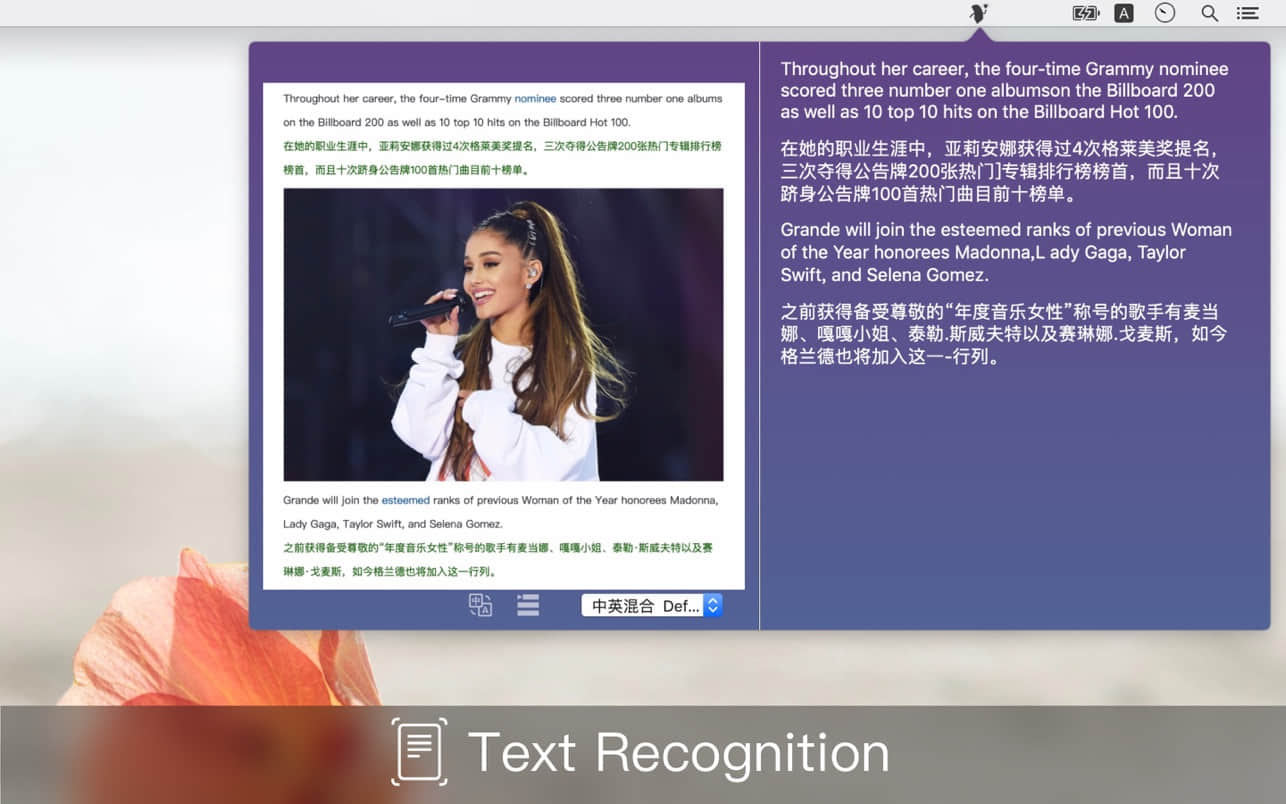 A
Throughout her career, the four-time Grammy nominee scored three number one albums
on the Billboard 200 as well as 10 top 10 hits on the Billboard Hot 100.
在她的职业生涯中，亚莉安娜获得过4次格莱美奖提名，三次夺得公告牌200张热门专辑排行榜
榜首，而且十次跻身公告牌100首热门曲目前十榜单。
Grande will join the esteemed ranks of previous Woman of the Year honorees Madonna,
Lady Gaga, Taylor Swift, and Selena Gomez.
之前获得备受尊敬的“年度音乐女性”称号的歌手有麦当娜、嘎嘎小姐、泰勒·斯威夫特以及赛
琳娜·戈麦斯，如今格兰德也将加入这一行列。
中 A
中英混合 Def...
Throughout her career, the four-time Grammy nominee
scored three number one albumson the Billboard 200
as well as 10 top 10 hits on the Billboard Hot 100.
在她的职业生涯中，亚莉安娜获得过4次格莱美奖提名，
三次夺得公告牌200张热门]专辑排行榜榜首，而且十次
跻身公告牌100首热门曲目前十榜单。
Grande will join the esteemed ranks of previous Woman
of the Year honorees Madonna,L ady Gaga, Taylor
Swift, and Selena Gomez.
之前获得备受尊敬的“年度音乐女性”称号的歌手有麦当
娜、嘎嘎小姐、泰勒.斯威夫特以及赛琳娜.戈麦斯，如今
格兰德也将加入这一-行列。
Text Recognition